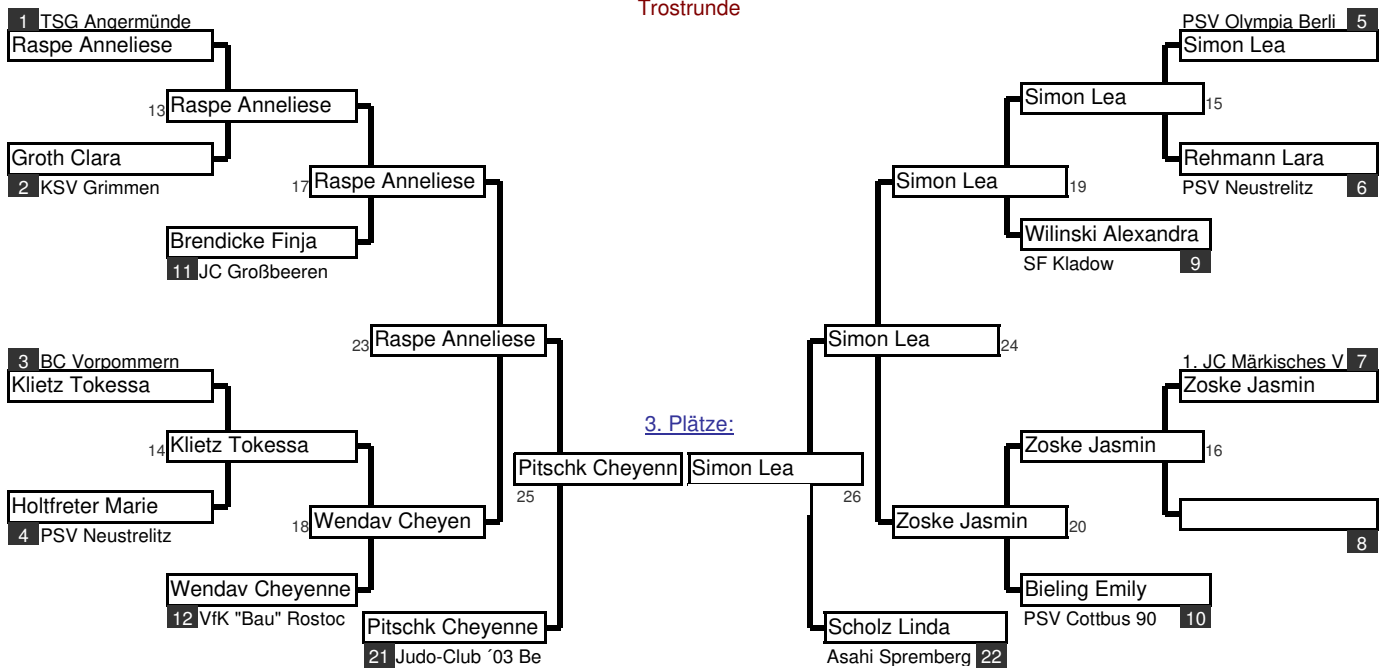 Trostrunde
1 TSG Angermünde
Raspe Anneliese
13 Raspe Anneliese
Groth Clara
2 KSV Grimmen
17 Raspe Anneliese
Brendicke Finja
11 JC Großbeeren
23 Raspe Anneliese
3 BC Vorpommern
Klietz Tokessa
14 Klietz Tokessa
Holtfreter Marie
4 PSV Neustrelitz
18 Wendav Cheyen
Wendav Cheyenne
12 VfK "Bau" Rostoc
Pitschk Cheyenne
21 Judo-Club ´03 Be
3. Plätze:
Pitschk Cheyenn
25
Simon Lea
26
PSV Olympia Berli 5
Simon Lea
Simon Lea 15
Rehmann Lara
PSV Neustrelitz 6
Simon Lea 19
Wilinski Alexandra
SF Kladow 9
Simon Lea 24
1. JC Märkisches V 7
Zoske Jasmin
Zoske Jasmin 16
8
Zoske Jasmin 20
Bieling Emily
PSV Cottbus 90 10
Scholz Linda
Asahi Spremberg 22